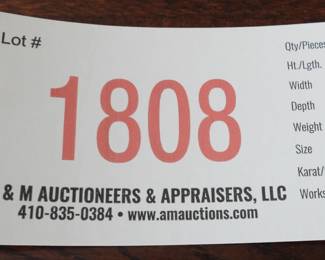 Lot #
1808
& M AUCTIONEERS & APPRAISERS, LLC
410-835-0384 • www.amauctions.com
Qty/Pieces
Ht./Lgth.
Width
Depth
Weight
Size
Karat/
Works